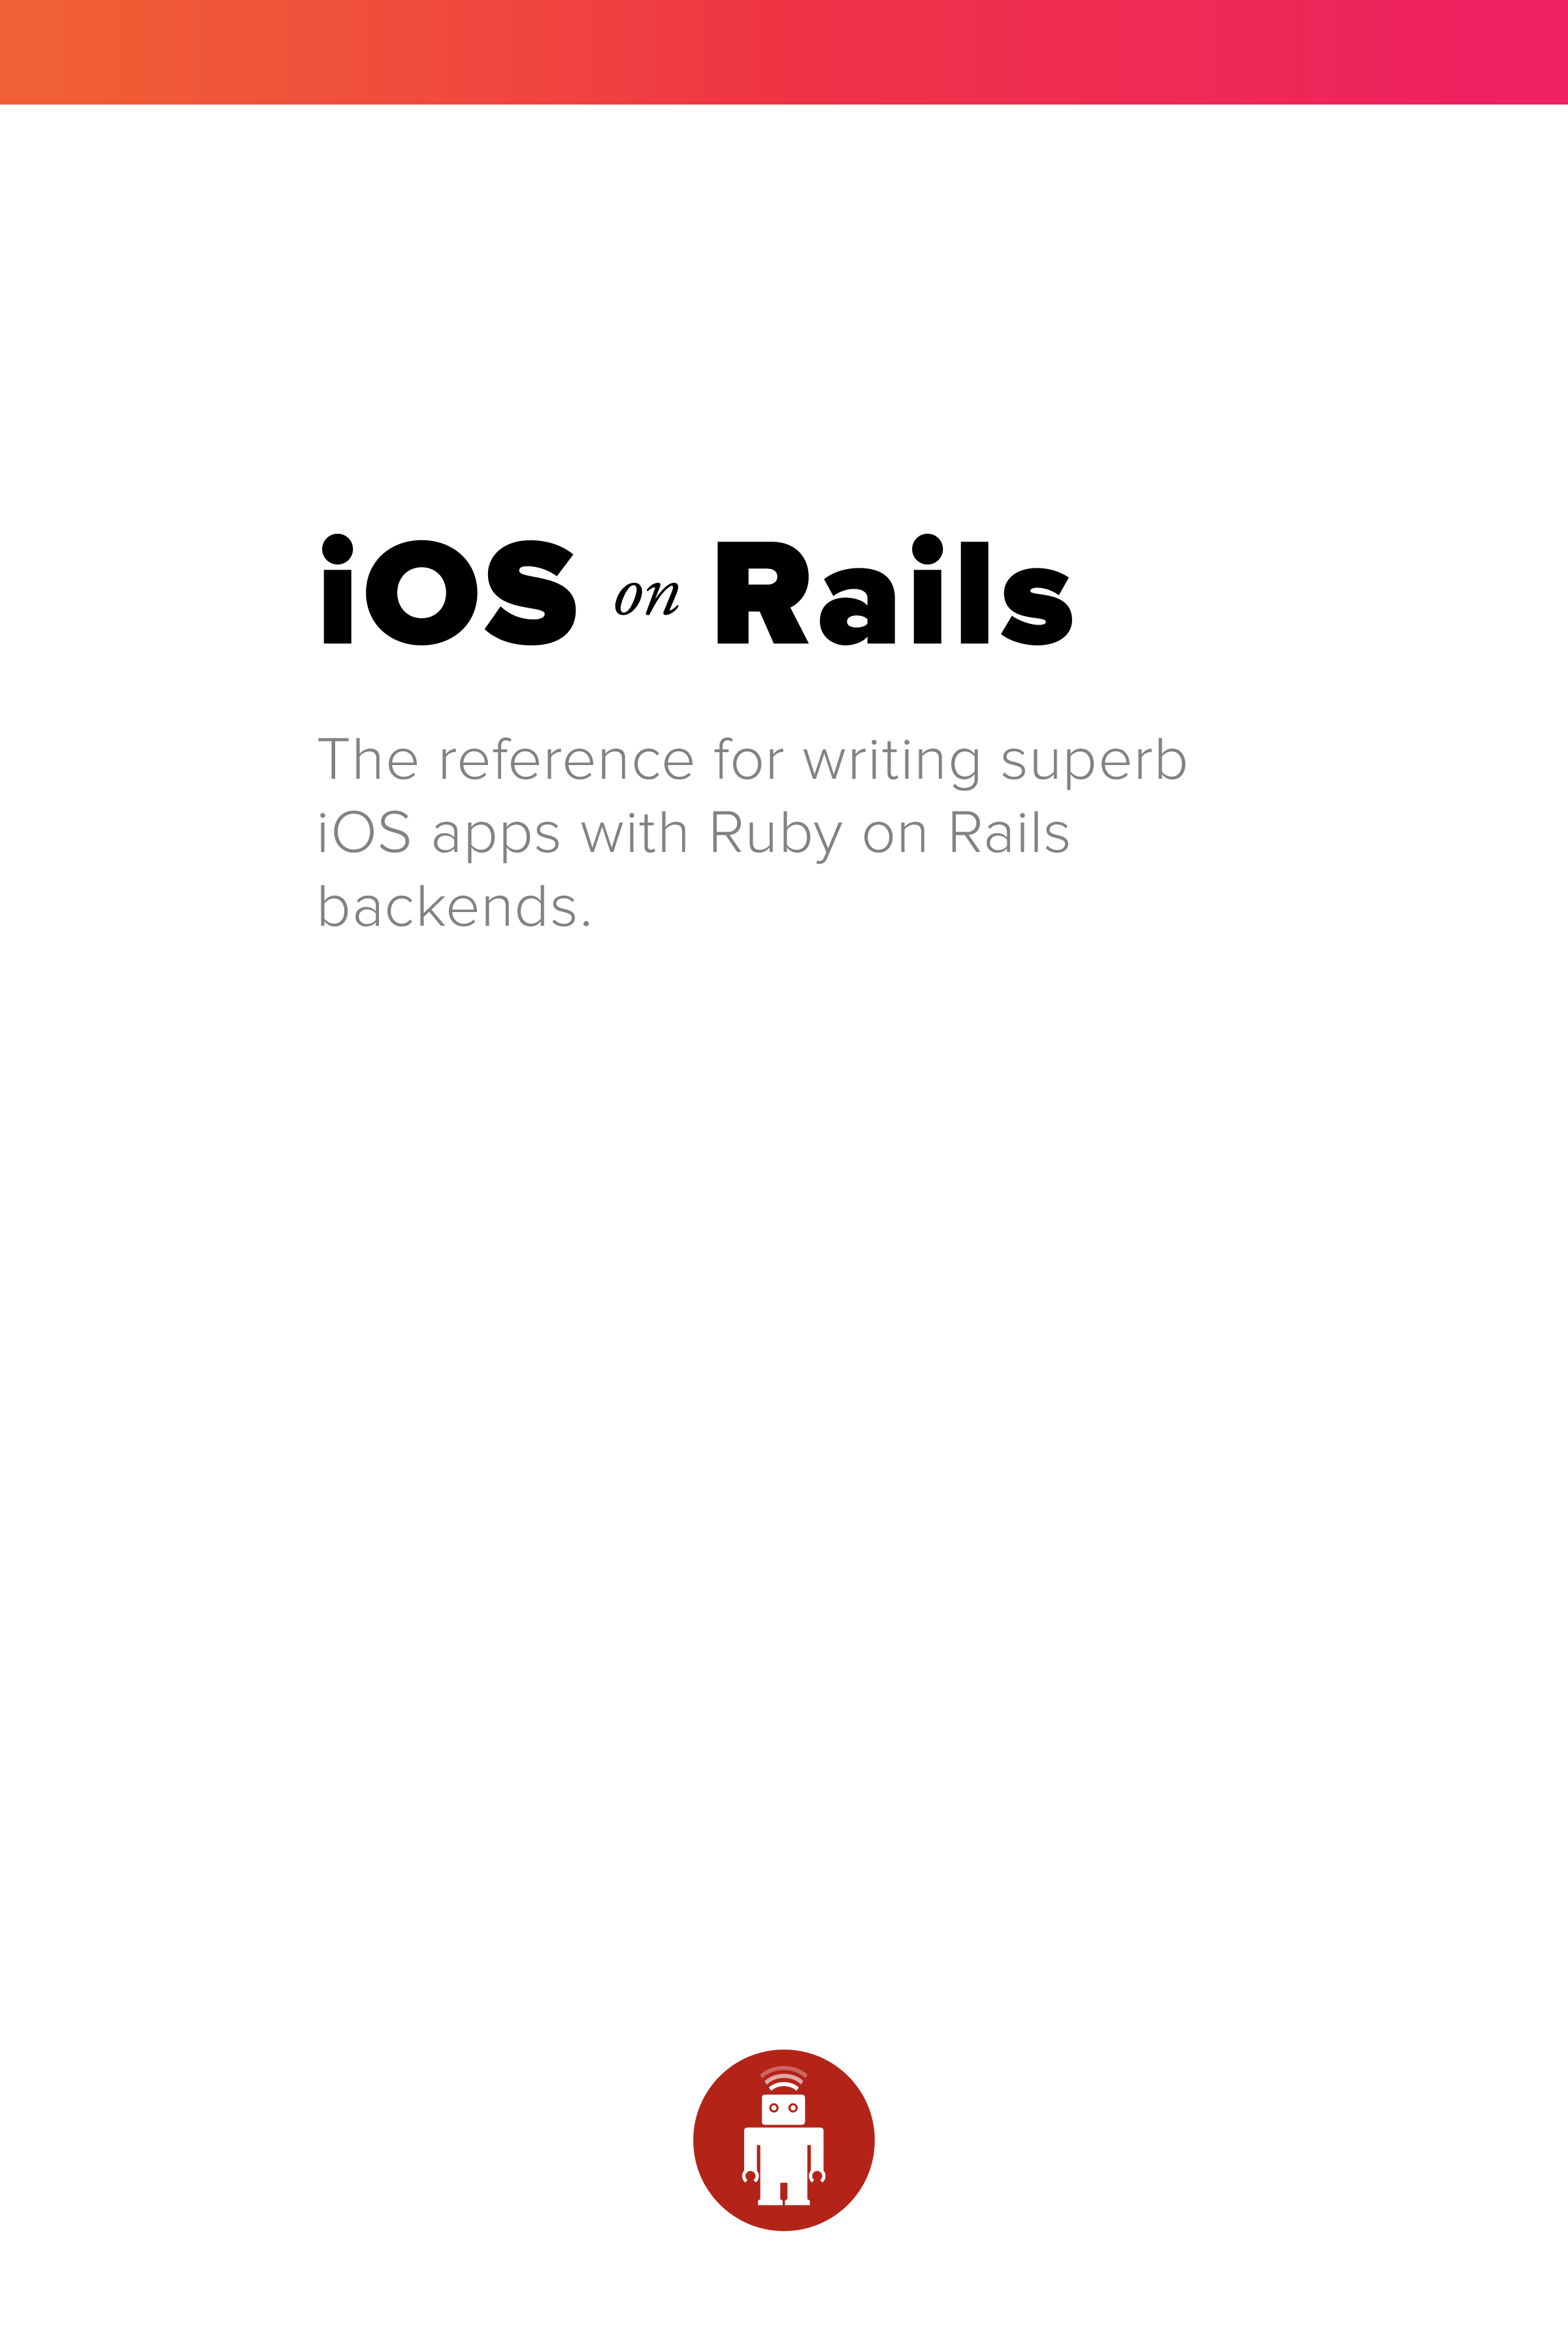 iOS on Rails
The reference for writing superb
iOS apps with Ruby on Rails
backends.